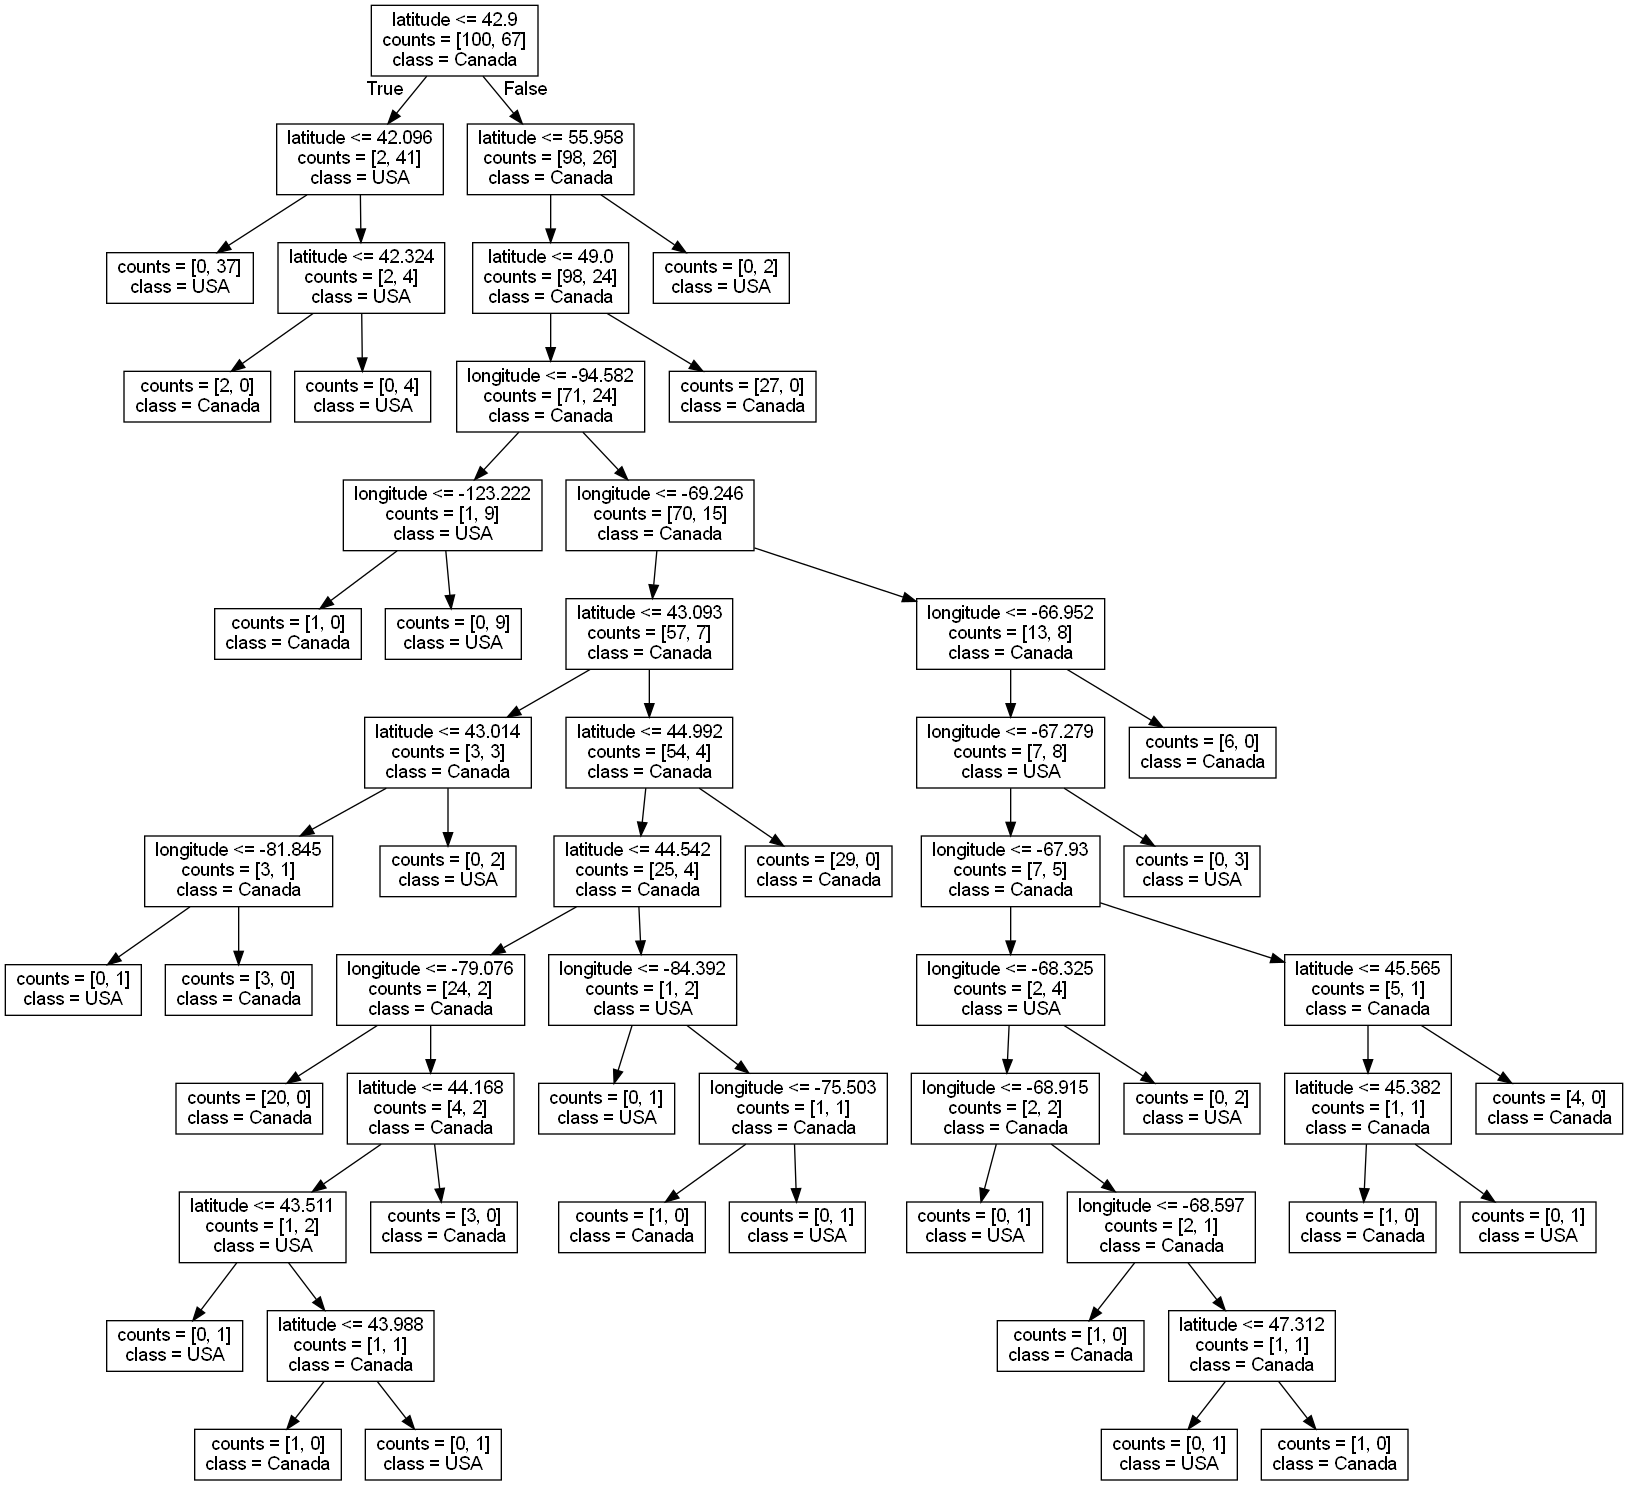 latitude <= 42.9
counts = [100, 67]
class = Canada
True
False
latitude <= 42.096
counts = [2, 41]
class = USA
latitude <= 55.958
counts = [98, 26]
class = Canada
counts = [0, 37]
class = USA
latitude <= 42.324
counts = [2, 4]
class = USA
latitude <= 49.0
counts = [98, 24]
class = Canada
counts = [0, 2]
class = USA
counts = [2, 0]
class = Canada
counts = [0, 4]
class = USA
longitude <= -94.582
counts = [71, 24]
class = Canada
counts = [27, 0]
class = Canada
longitude <= -123.222
counts = [1, 9]
class = USA
longitude <= -69.246
counts = [70, 15]
class = Canada
counts = [1, 0]
class = Canada
counts = [0, 9]
class = USA
latitude <= 43.093
counts = [57, 7]
class = Canada
longitude <= -66.952
counts = [13, 8]
class = Canada
latitude <= 43.014
counts = [3, 3]
class = Canada
latitude <= 44.992
counts = [54, 4]
class = Canada
longitude <= -67.279
counts = [7, 8]
class = USA
counts = [6, 0]
class = Canada
longitude <= -81.845
counts = [3, 1]
class = Canada
counts = [0, 2]
class = USA
latitude <= 44.542
counts = [25, 4]
class = Canada
counts = [29, 0]
class = Canada
longitude <= -67.93
counts = [7, 5]
class = Canada
counts = [0, 3]
class = USA
counts = [0, 1]
class = USA
counts = [3, 0]
class = Canada
longitude <= -79.076
counts = [24, 2]
class = Canada
longitude <= -84.392
counts = [1, 2]
class = USA
longitude <= -68.325
counts = [2, 4]
class = USA
latitude <= 45.565
counts = [5, 1]
class = Canada
counts = [20, 0]
class = Canada
latitude <= 44.168
counts = [4, 2]
class = Canada
counts = [0, 1]
class = USA
longitude <= -75.503
counts = [1, 1]
class = Canada
longitude <= -68.915
counts = [2, 2]
class = Canada
counts = [0, 2]
class = USA
latitude <= 45.382
counts = [1, 1]
class = Canada
counts = [4, 0]
class = Canada
latitude <= 43.511
counts = [1, 2]
class = USA
counts = [3, 0]
class = Canada
counts = [1, 0]
class = Canada
counts = [0, 1]
class = USA
counts = [0, 1]
class = USA
longitude <= -68.597
counts = [2, 1]
class = Canada
counts = [1, 0]
class = Canada
counts = [0, 1]
class = USA
counts = [0, 1]
class = USA
latitude <= 43.988
counts = [1, 1]
class = Canada
counts = [1, 0]
class = Canada
latitude <= 47.312
counts = [1, 1]
class = Canada
counts = [1, 0]
class = Canada
counts = [0, 1]
class = USA
counts = [0, 1]
class = USA
counts = [1, 0]
class = Canada